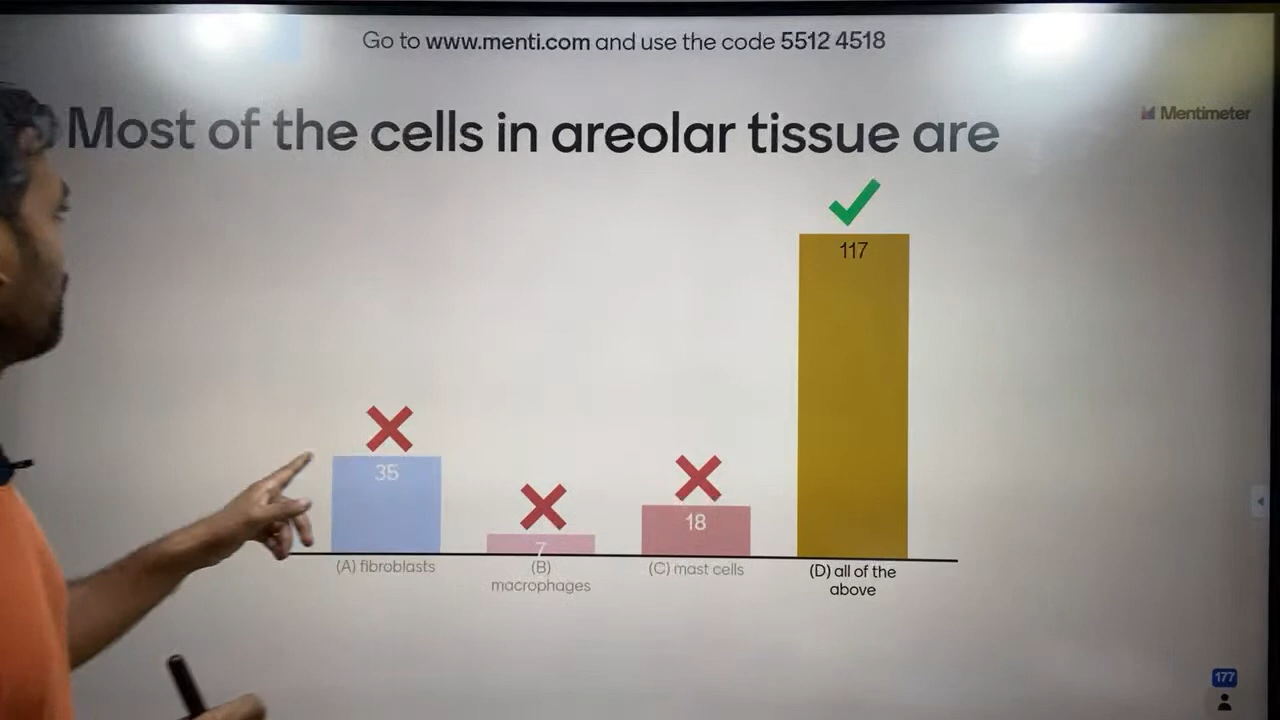 Go to www.menti.com and use the code 5512 4518
Mentimeter
Most of the cells in areolar tissue are
117
35
7
18
(A) fibroblasts
(B)
macrophages
(C) mast cells
(D) all of the
above
177